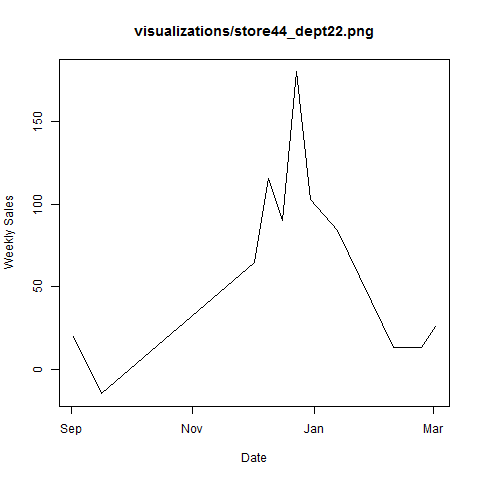 visualizations/store44_dept22.png
Weekly Sales
150
100
50
0
Sep
Nov
Jan
Mar
Date